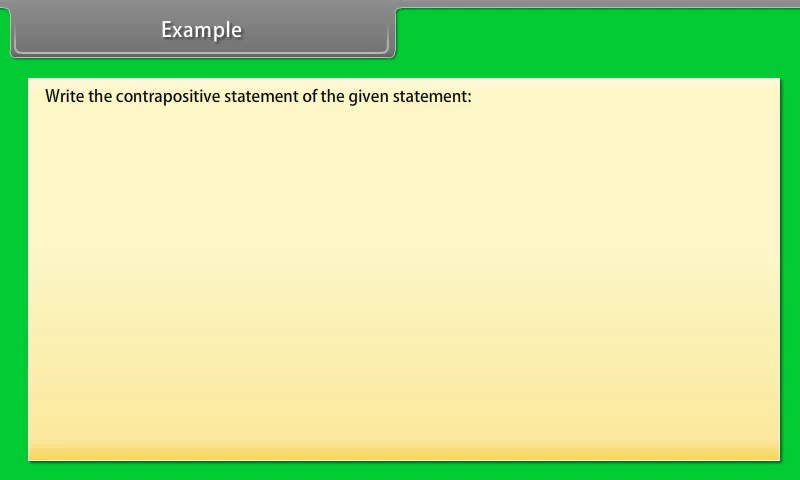 Example
Write the contrapositive statement of the given statement: